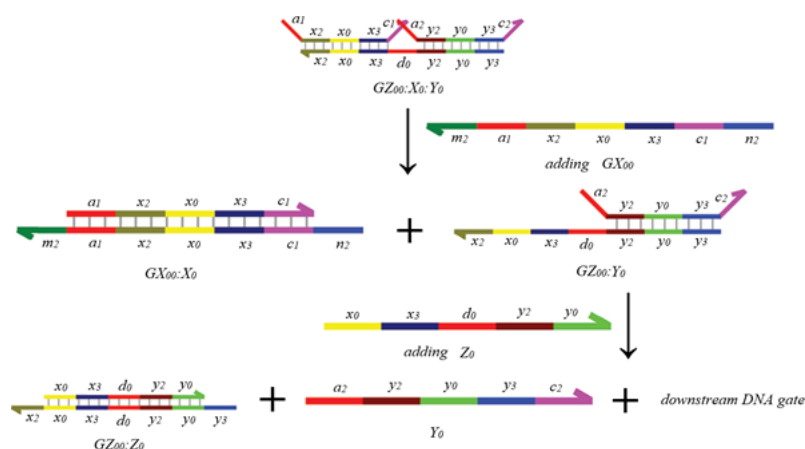 a1 x2 x0 x3 c1 a2 y2 y0 y3 c2
x2 x0 x3 d0 y2 y0 y3
GZ00:X0:Y0
m2 a1 x2 x0 x3 c1 n2
adding GX00
a1 x2 x0 x3 c1
m2 a1 x2 x0 x3 c1 n2
GX00:X0
+
a2 y2 y0 y3 c2
x2 x0 x3 d0 y2 y0 y3
GZ00:Y0
x0 x3 d0 y2 y0
adding Z0
x0 x3 d0 y2 y0
x2 x0 x3 d0 y2 y0 y3
GZ00:Z0
+
a2 y2 y0 y3 c2
Y0
+
downstream DNA gate